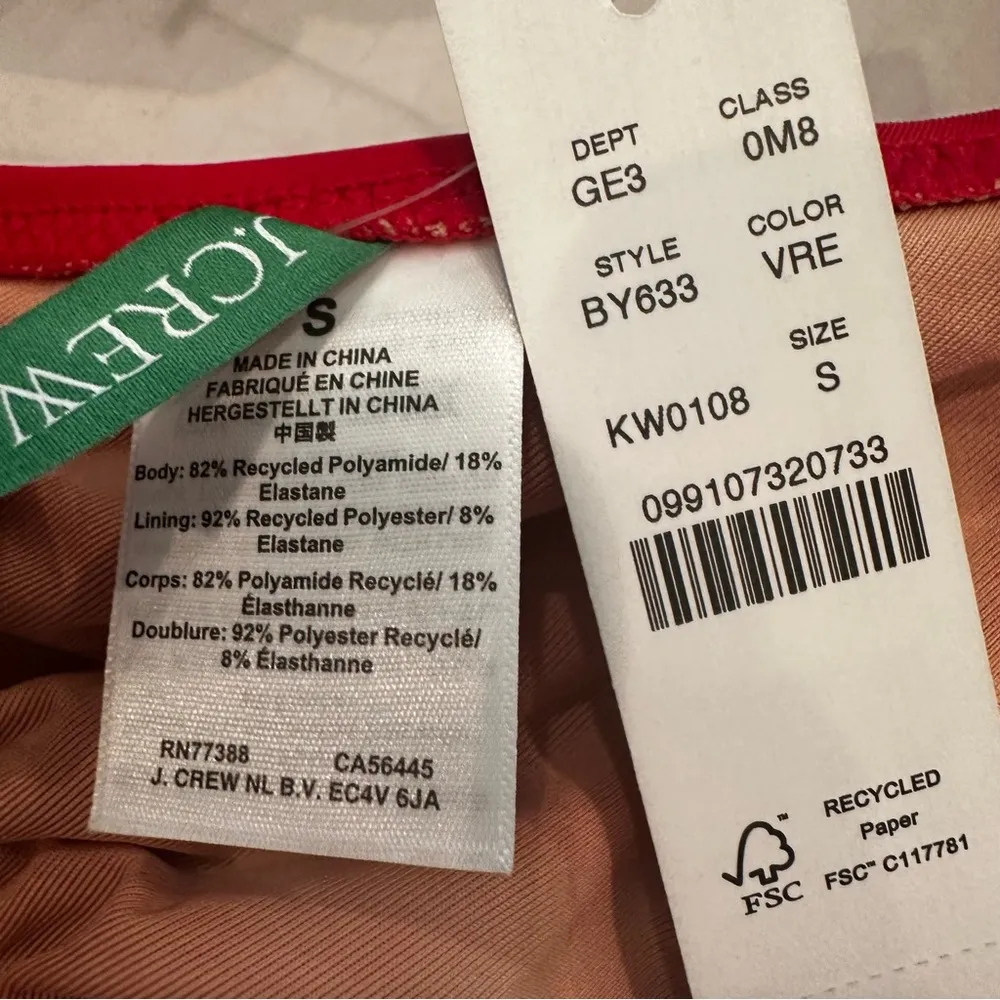 J.CREW
S
MADE IN CHINA
FABRIQUÉ EN CHINE
HERGESTELLT IN CHINA
中国製
Body: 82% Recycled Polyamide/ 18%
Elastane
Lining: 92% Recycled Polyester/ 8%
Elastane
Corps: 82% Polyamide Recyclé/ 18%
Élasthanne
Doublure: 92% Polyester Recyclé/
8% Élasthanne
RN77388 CA56445
J. CREW NL B.V. EC4V 6JA
DEPT CLASS
GE3 0M8
STYLE COLOR
BY633 VRE
SIZE
KW0108 S
099107320733
RECYCLED
Paper
FSC™ C117781
™
FSC